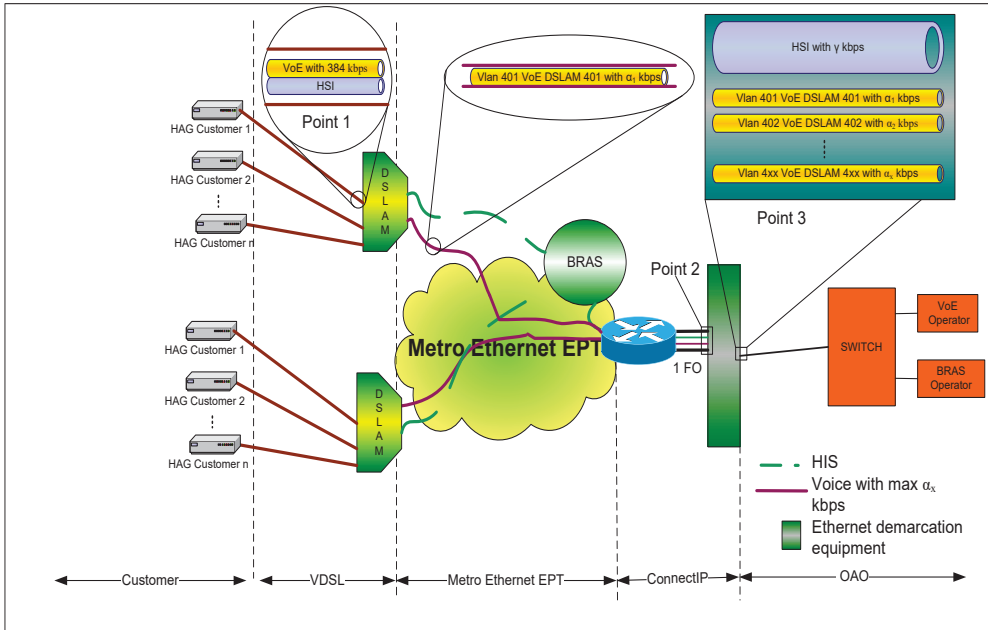 VoE with 384 kbps
HSI
Point 1
Vlan 401 VoE DSLAM 401 with α₁ kbps
HSI with γ kbps
Vlan 401 VoE DSLAM 401 with α₁ kbps
Vlan 402 VoE DSLAM 402 with α₂ kbps
Vlan 4xx VoE DSLAM 4xx with αₓ kbps
Point 3
HAG Customer 1
HAG Customer 2
HAG Customer n
DSLAM
BRAS
Point 2
Metro Ethernet EPT
1 FO
SWITCH
VoE
Operator
BRAS
Operator
HAG Customer 1
HAG Customer 2
HAG Customer n
DSLAM
HIS
Voice with max αₓ
kbps
Ethernet demarcation
equipment
Customer
VDSL
Metro Ethernet EPT
ConnectIP
OAO